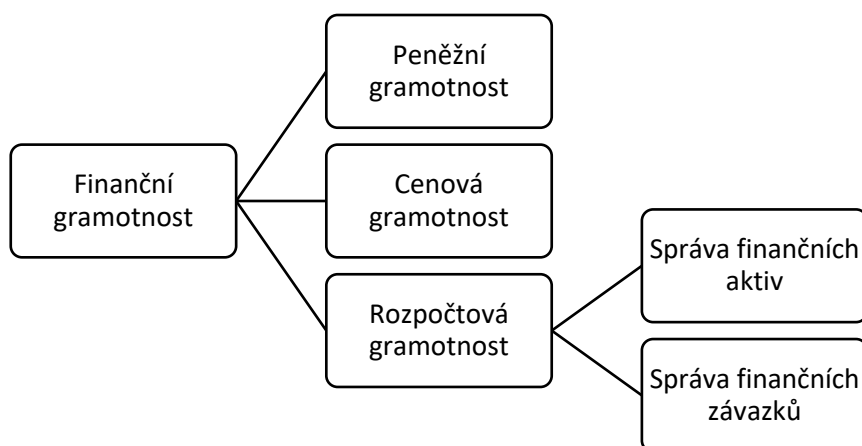 Finanční
gramotnost
Peněžní
gramotnost
Cenová
gramotnost
Rozpočtová
gramotnost
Správa finančních
aktiv
Správa finančních
závazků